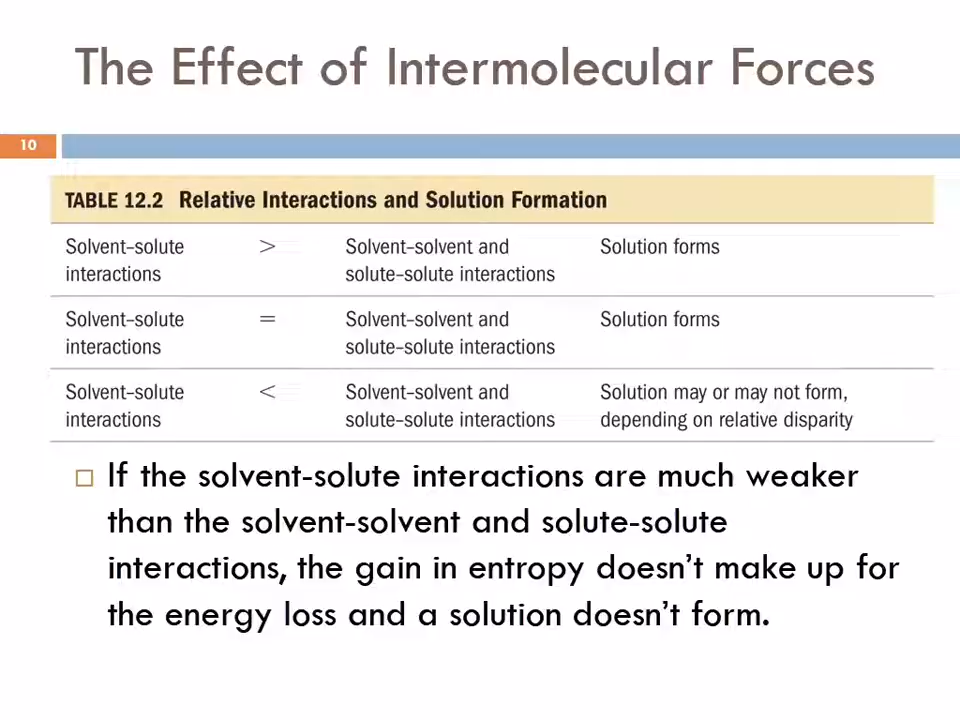 The Effect of Intermolecular Forces
10
TABLE 12.2 Relative Interactions and Solution Formation
Solvent–solute > Solvent–solvent and Solution forms
interactions solute–solute interactions
Solvent–solute = Solvent–solvent and Solution forms
interactions solute–solute interactions
Solvent–solute < Solvent–solvent and Solution may or may not form,
interactions solute–solute interactions depending on relative disparity
If the solvent-solute interactions are much weaker
than the solvent-solvent and solute-solute
interactions, the gain in entropy doesn’t make up for
the energy loss and a solution doesn’t form.